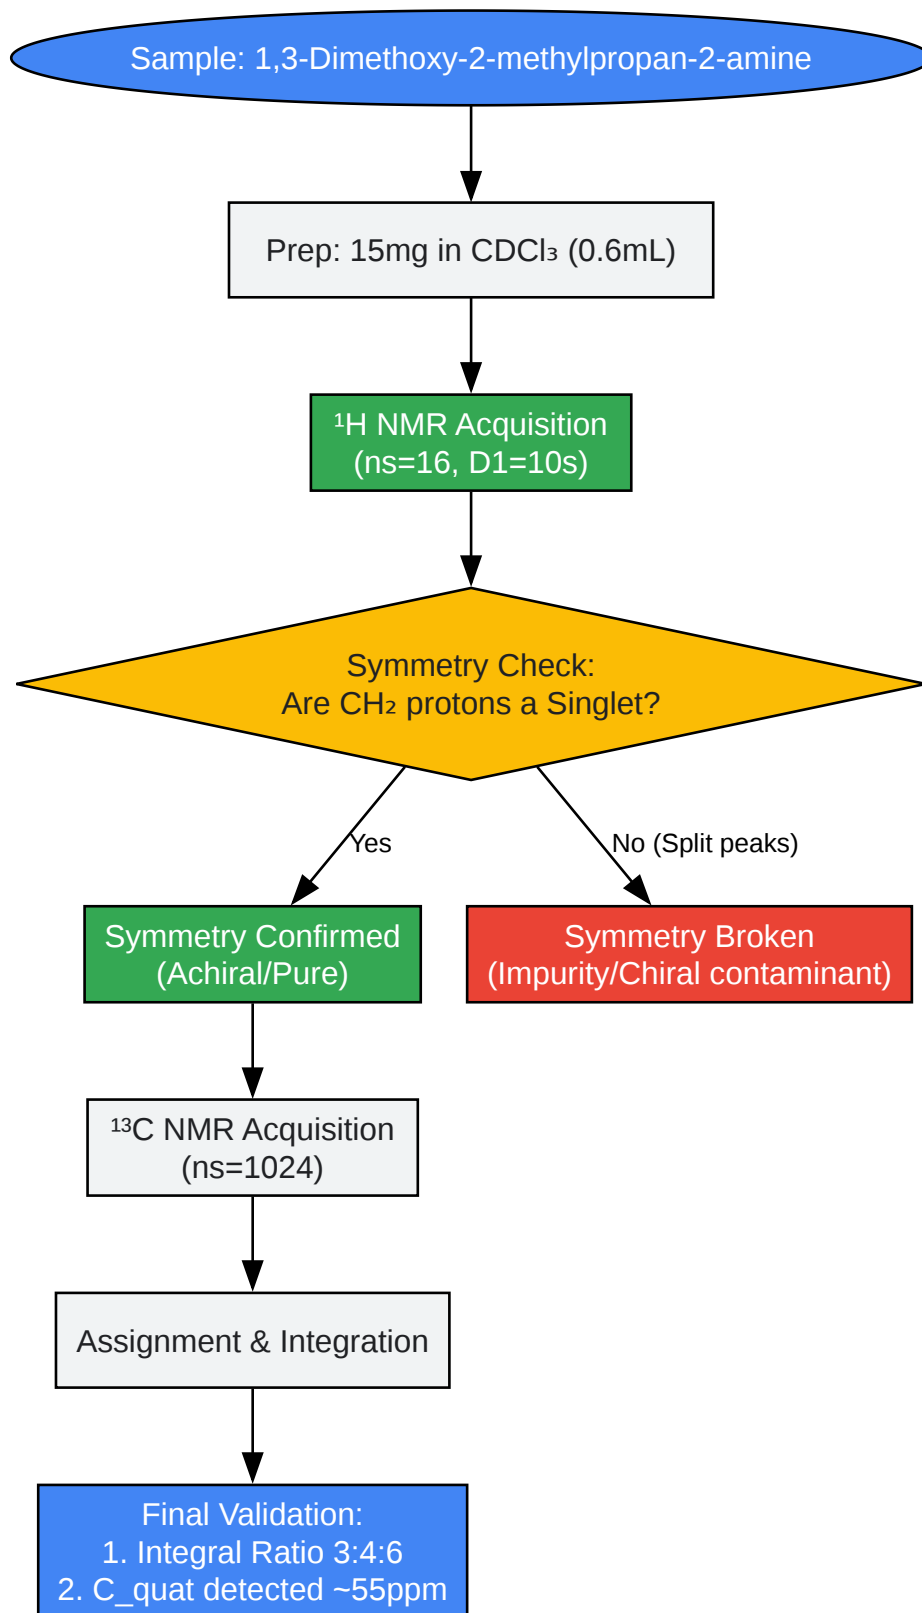 Sample: 1,3-Dimethoxy-2-methylpropan-2-amine
Prep: 15mg in CDCl₃ (0.6mL)
¹H NMR Acquisition
(ns=16, D1=10s)
Symmetry Check:
Are CH₂ protons a Singlet?
Yes
No (Split peaks)
Symmetry Confirmed
(Achiral/Pure)
Symmetry Broken
(Impurity/Chiral contaminant)
¹³C NMR Acquisition
(ns=1024)
Assignment & Integration
Final Validation:
1. Integral Ratio 3:4:6
2. C_quat detected ~55ppm